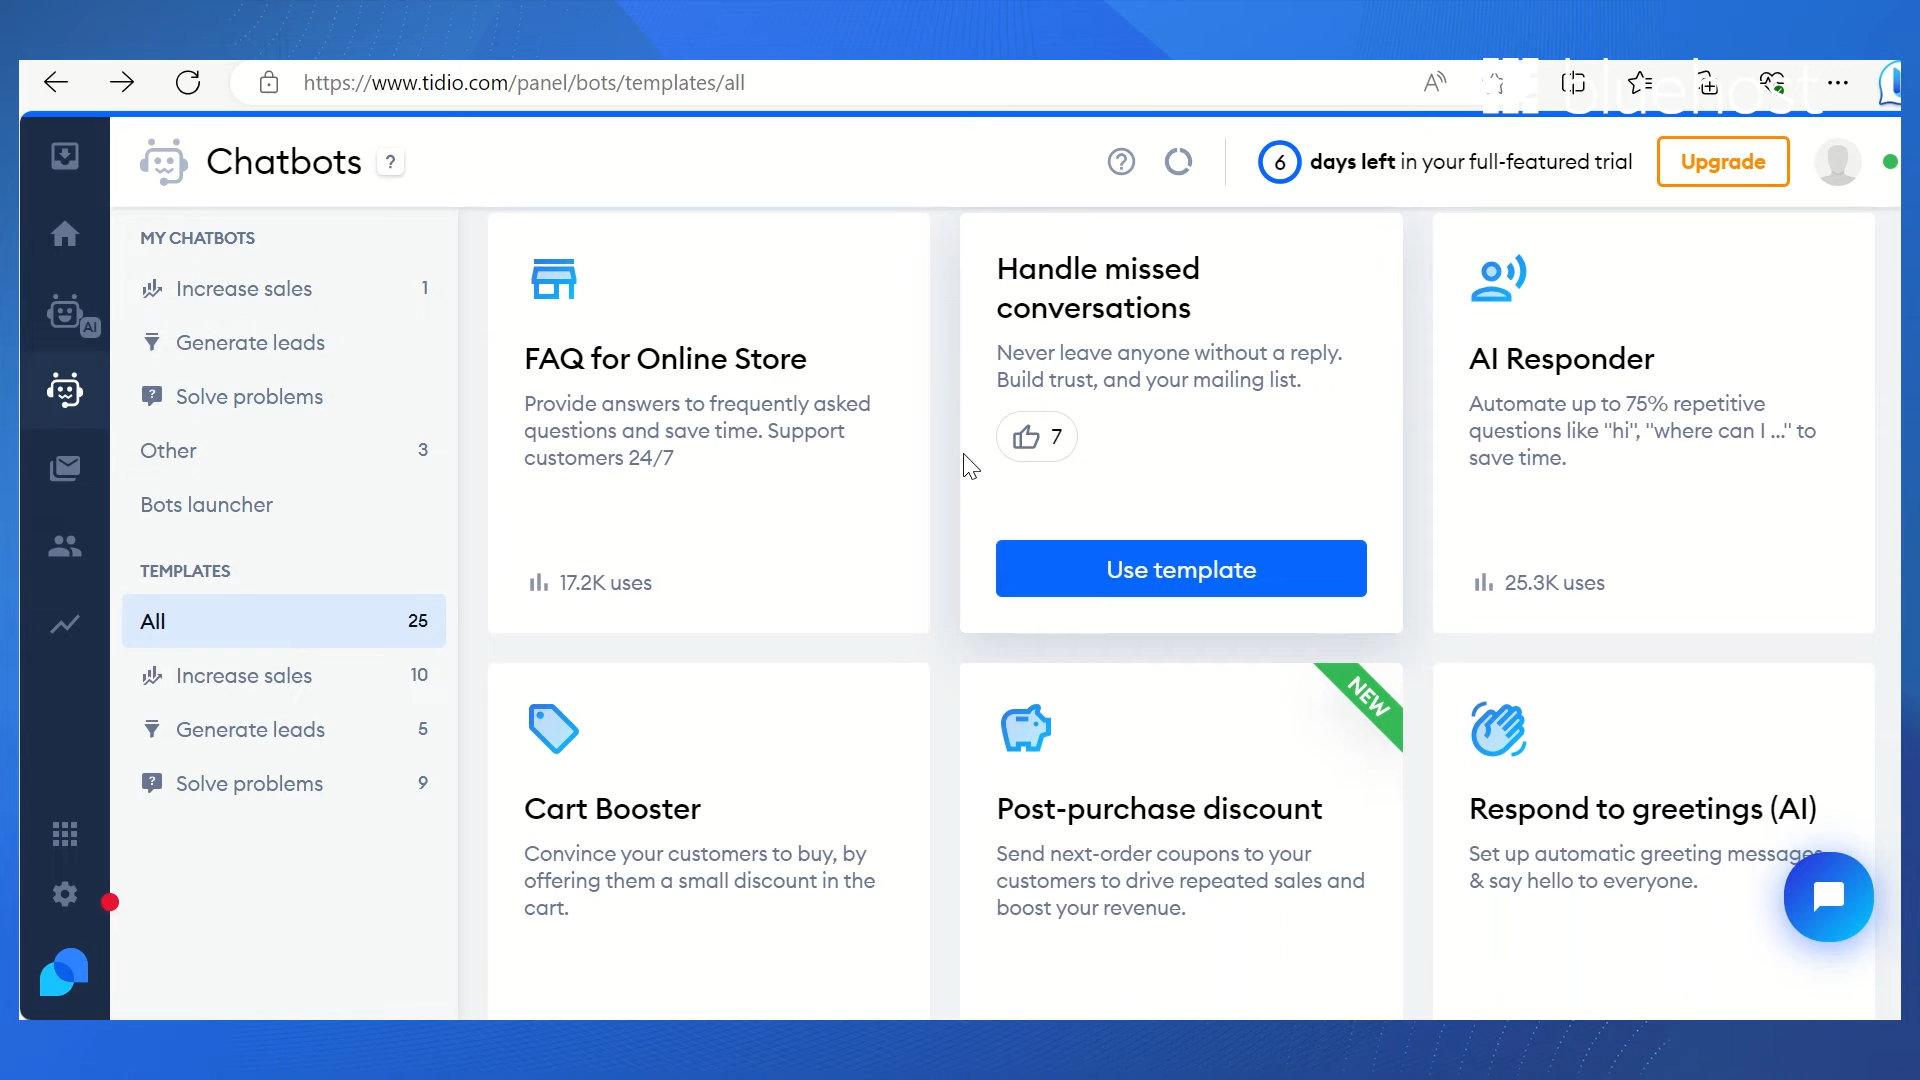 https://www.tidio.com/panel/bots/templates/all
bluehost
Chatbots ?
6 days left in your full-featured trial
Upgrade
AI
MY CHATBOTS
Increase sales 1
Generate leads
Solve problems
Other 3
Bots launcher
TEMPLATES
All 25
Increase sales 10
Generate leads 5
Solve problems 9
FAQ for Online Store
Provide answers to frequently asked
questions and save time. Support
customers 24/7
17.2K uses
Handle missed
conversations
Never leave anyone without a reply.
Build trust, and your mailing list.
7
Use template
AI Responder
Automate up to 75% repetitive
questions like "hi", "where can I ..." to
save time.
25.3K uses
Cart Booster
Convince your customers to buy, by
offering them a small discount in the
cart.
NEW
Post-purchase discount
Send next-order coupons to your
customers to drive repeated sales and
boost your revenue.
Respond to greetings (AI)
Set up automatic greeting messages
& say hello to everyone.